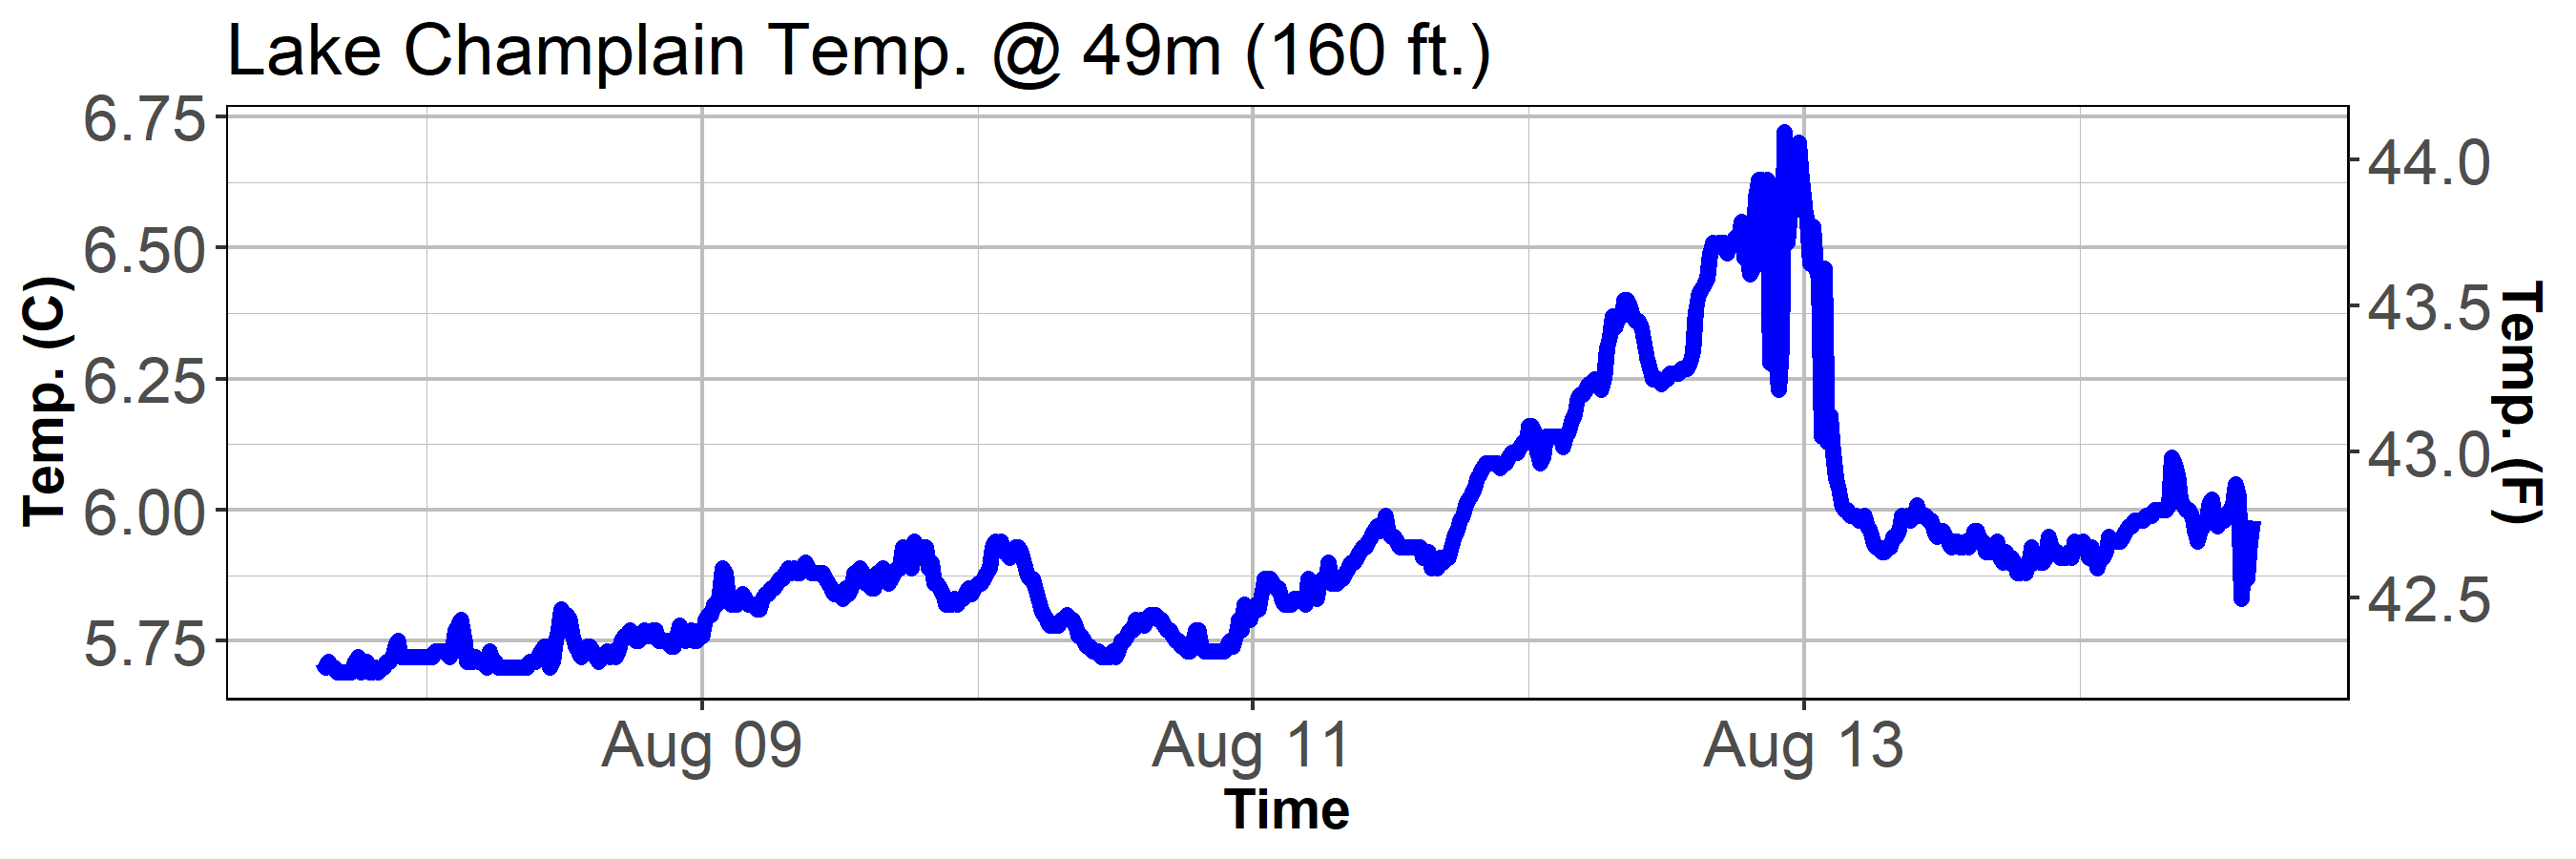 Lake Champlain Temp. @ 49m (160 ft.)
6.75
6.50
6.25
6.00
5.75
Temp. (C)
44.0
43.5
43.0
42.5
Temp. (F)
Aug 09 Aug 11 Aug 13
Time